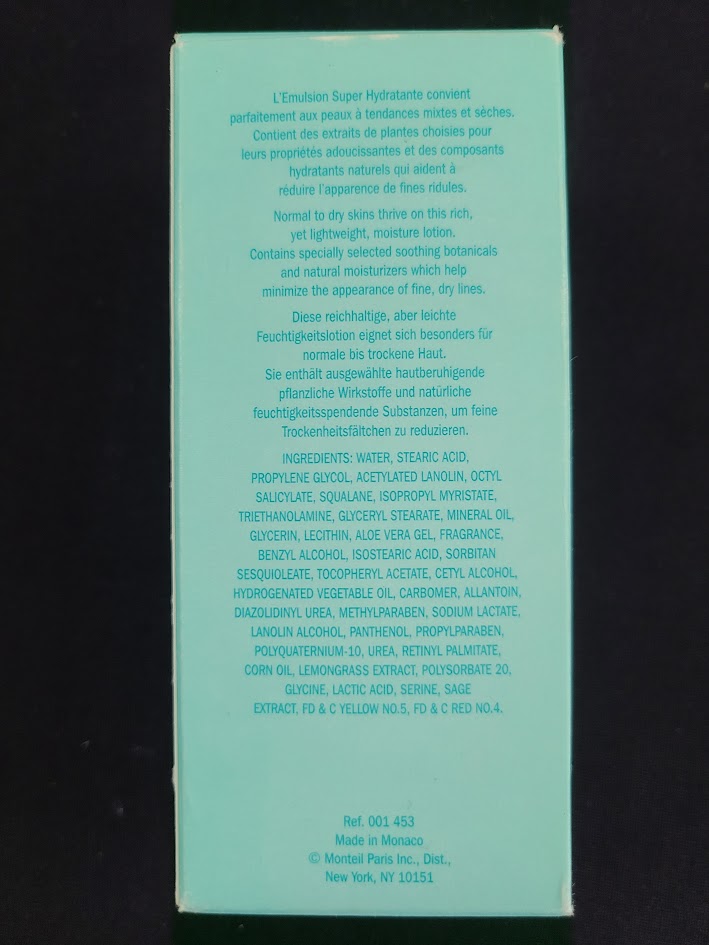 L'Emulsion Super Hydratante convient
parfaitement aux peaux à tendances mixtes et sèches.
Contient des extraits de plantes choisies pour
leurs propriétés adoucissantes et des composants
hydratants naturels qui aident à
réduire l'apparence de fines ridules.
Normal to dry skins thrive on this rich,
yet lightweight, moisture lotion.
Contains specially selected soothing botanicals
and natural moisturizers which help
minimize the appearance of fine, dry lines.
Diese reichhaltige, aber leichte
Feuchtigkeitslotion eignet sich besonders für
normale bis trockene Haut.
Sie enthält ausgewählte hautberuhigende
pflanzliche Wirkstoffe und natürliche
feuchtigkeitsspendende Substanzen, um feine
Trockenheitsfältchen zu reduzieren.
INGREDIENTS: WATER, STEARIC ACID,
PROPYLENE GLYCOL, ACETYLATED LANOLIN, OCTYL
SALICYLATE, SQUALANE, ISOPROPYL MYRISTATE,
TRIETHANOLAMINE, GLYCERYL STEARATE, MINERAL OIL,
GLYCERIN, LECITHIN, ALOE VERA GEL, FRAGRANCE,
BENZYL ALCOHOL, ISOSTEARIC ACID, SORBITAN
SESQUIOLEATE, TOCOPHERYL ACETATE, CETYL ALCOHOL,
HYDROGENATED VEGETABLE OIL, CARBOMER, ALLANTOIN,
DIAZOLIDINYL UREA, METHYLPARABEN, SODIUM LACTATE,
LANOLIN ALCOHOL, PANTHENOL, PROPYLPARABEN,
POLYQUATERNIUM-10, UREA, RETINYL PALMITATE,
CORN OIL, LEMONGRASS EXTRACT, POLYSORBATE 20,
GLYCINE, LACTIC ACID, SERINE, SAGE
EXTRACT, FD & C YELLOW NO.5, FD & C RED NO.4.
Ref. 001 453
Made in Monaco
© Monteil Paris Inc., Dist.,
New York, NY 10151